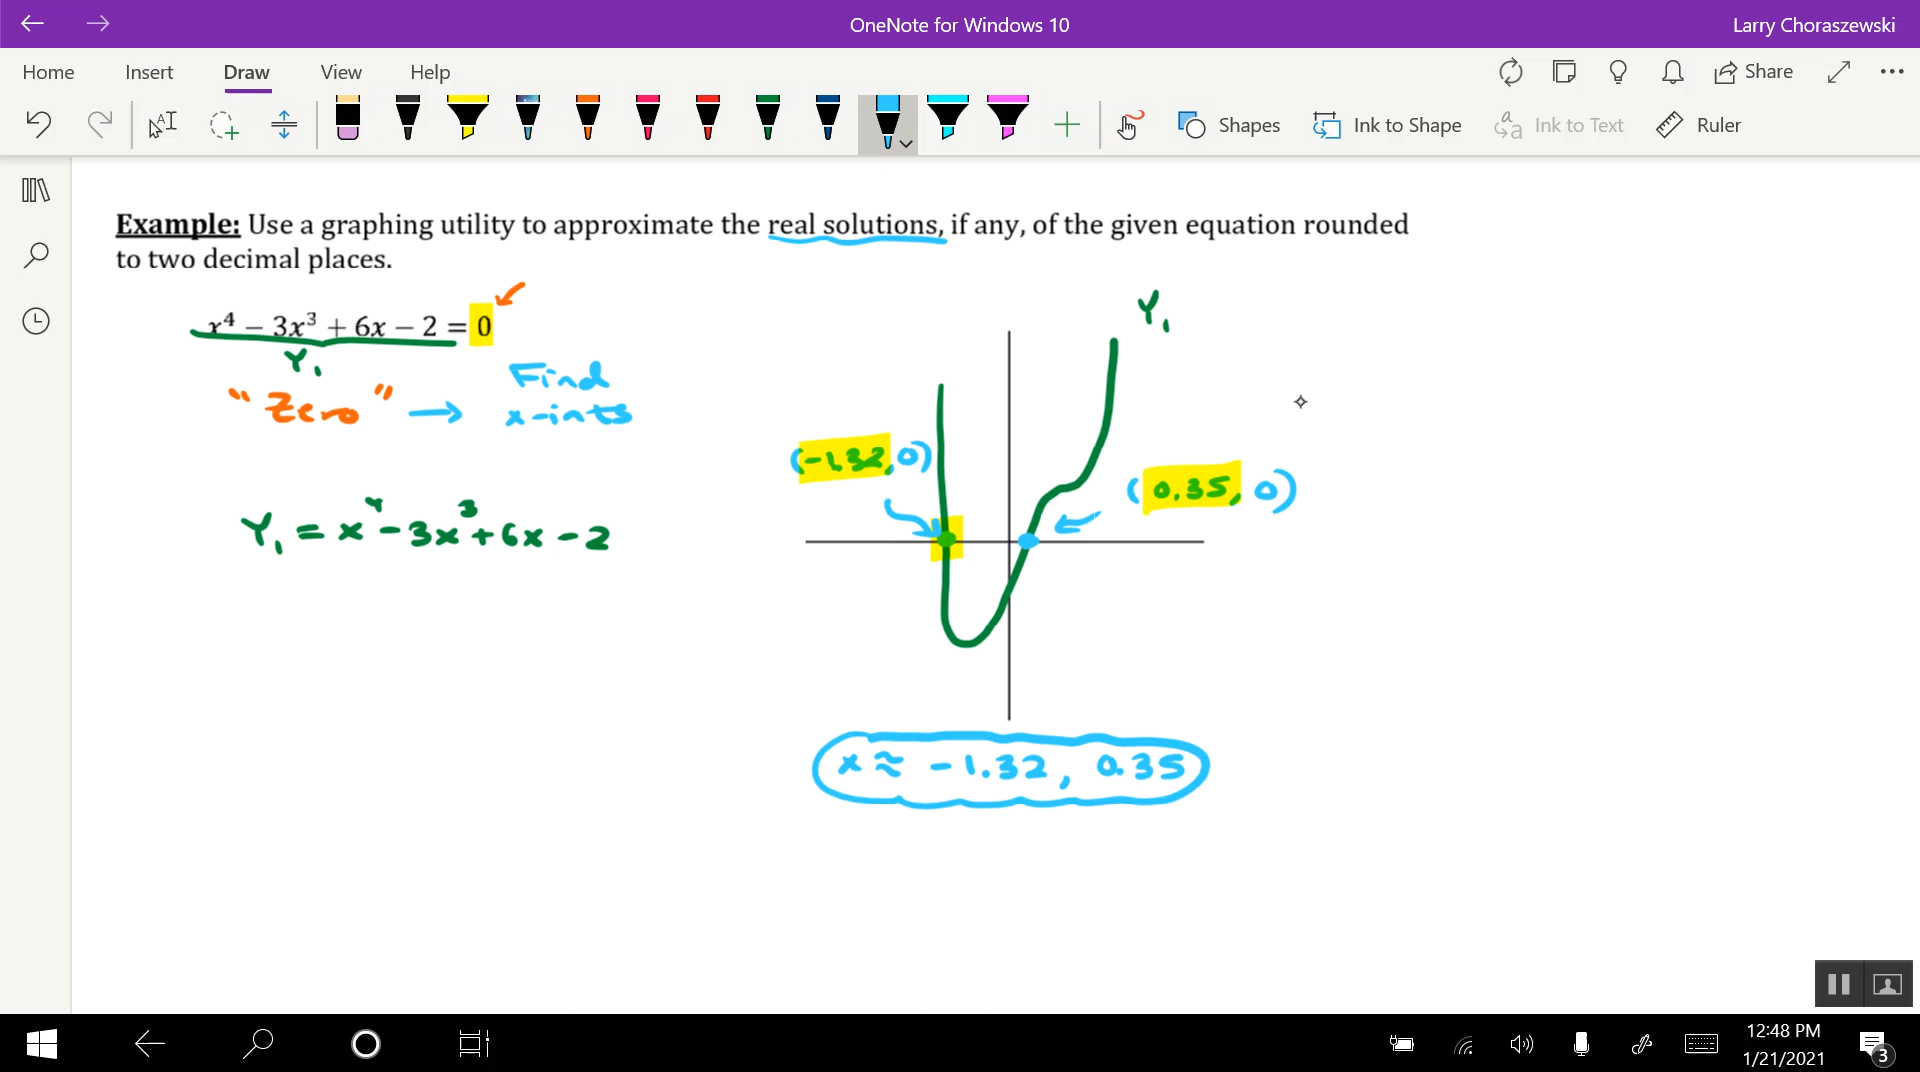 OneNote for Windows 10
Larry Choraszewski
Home Insert Draw View Help
Share
Shapes Ink to Shape Ink to Text Ruler
Example: Use a graphing utility to approximate the real solutions, if any, of the given equation rounded
to two decimal places.
x⁴ − 3x³ + 6x − 2 = 0
Y₁
"Zero" → Find
x-ints
Y₁ = x⁴ - 3x³ + 6x - 2
Y₁
(-1.32, 0)
(0.35, 0)
x ≈ -1.32, 0.35
12:48 PM
1/21/2021
3